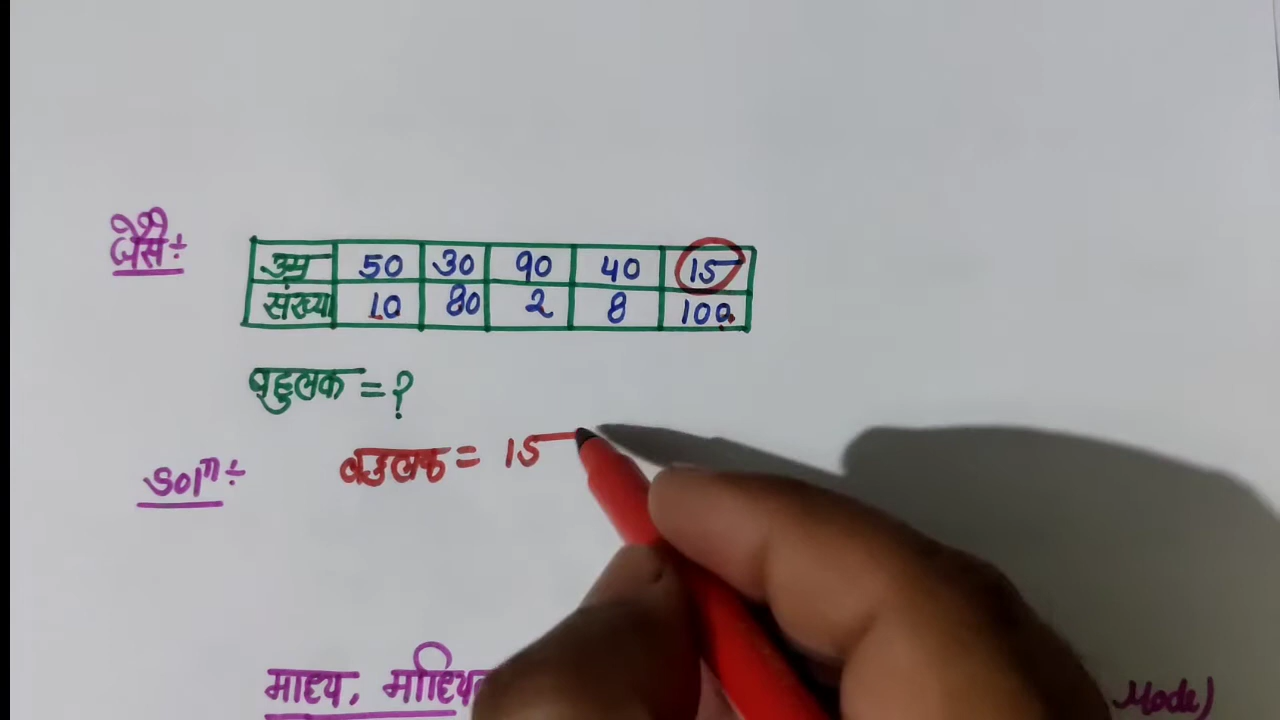 जैसे÷
उम्र 50 30 90 40 15
संख्या 10 80 2 8 100
बहुलक = ?
Solⁿ÷ बहुलक = 15
माध्य, Mode)